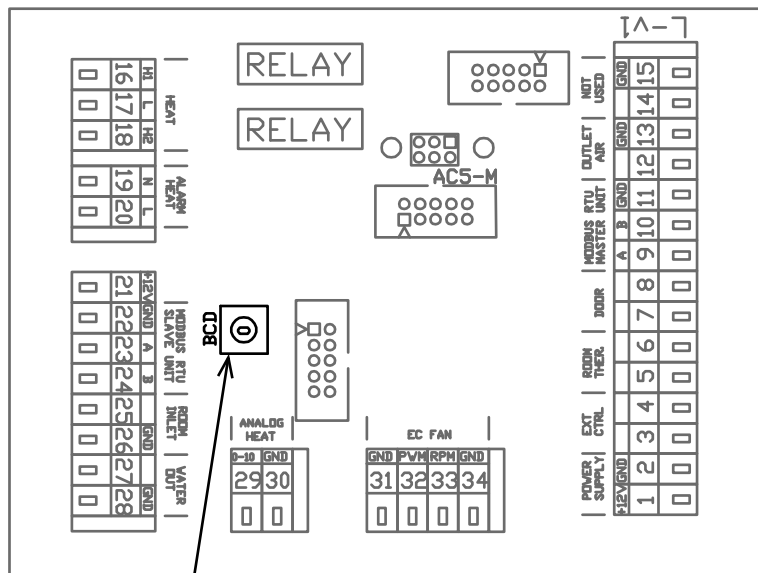 L-V1
RELAY
RELAY
AC5-M
16 H1
17 L
18 H2
HEAT
19 N
20 L
ALARM
HEAT
21 +12V
22 GND
23 A
24 B
MODBUS RTU
SLAVE UNIT
25
26 GND
ROOM
INLET
27
28 GND
WATER
OUT
BCD
ANALOG
HEAT
0-10 GND
29 30
EC FAN
GND PWM RPM GND
31 32 33 34
NOT
USED
GND 15
14
OUTLET
AIR
GND 13
12
MODBUS RTU
MASTER UNIT
GND 11
B 10
A 9
DOOR
8
7
ROOM
THER.
6
5
EXT
CTRL
4
3
POWER
SUPPLY
GND 2
+12V 1